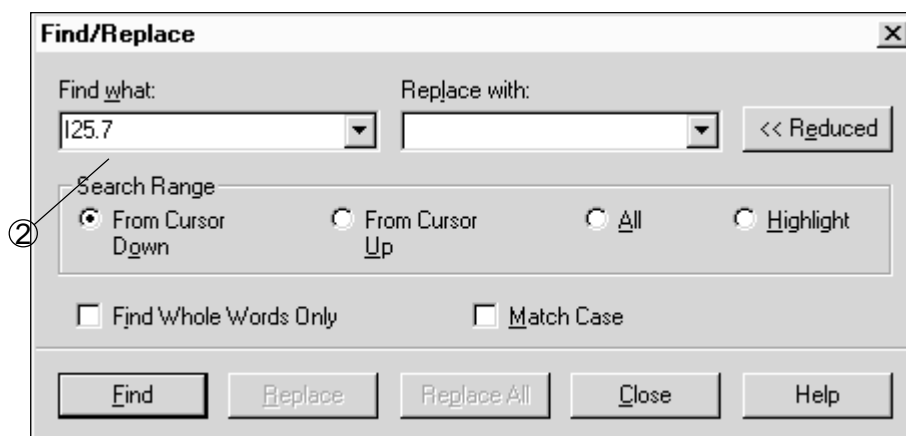 Find/Replace
Find what:
Replace with:
I25.7
<< Reduced
②
Search Range
From Cursor Down
From Cursor Up
All
Highlight
Find Whole Words Only
Match Case
Find
Replace
Replace All
Close
Help